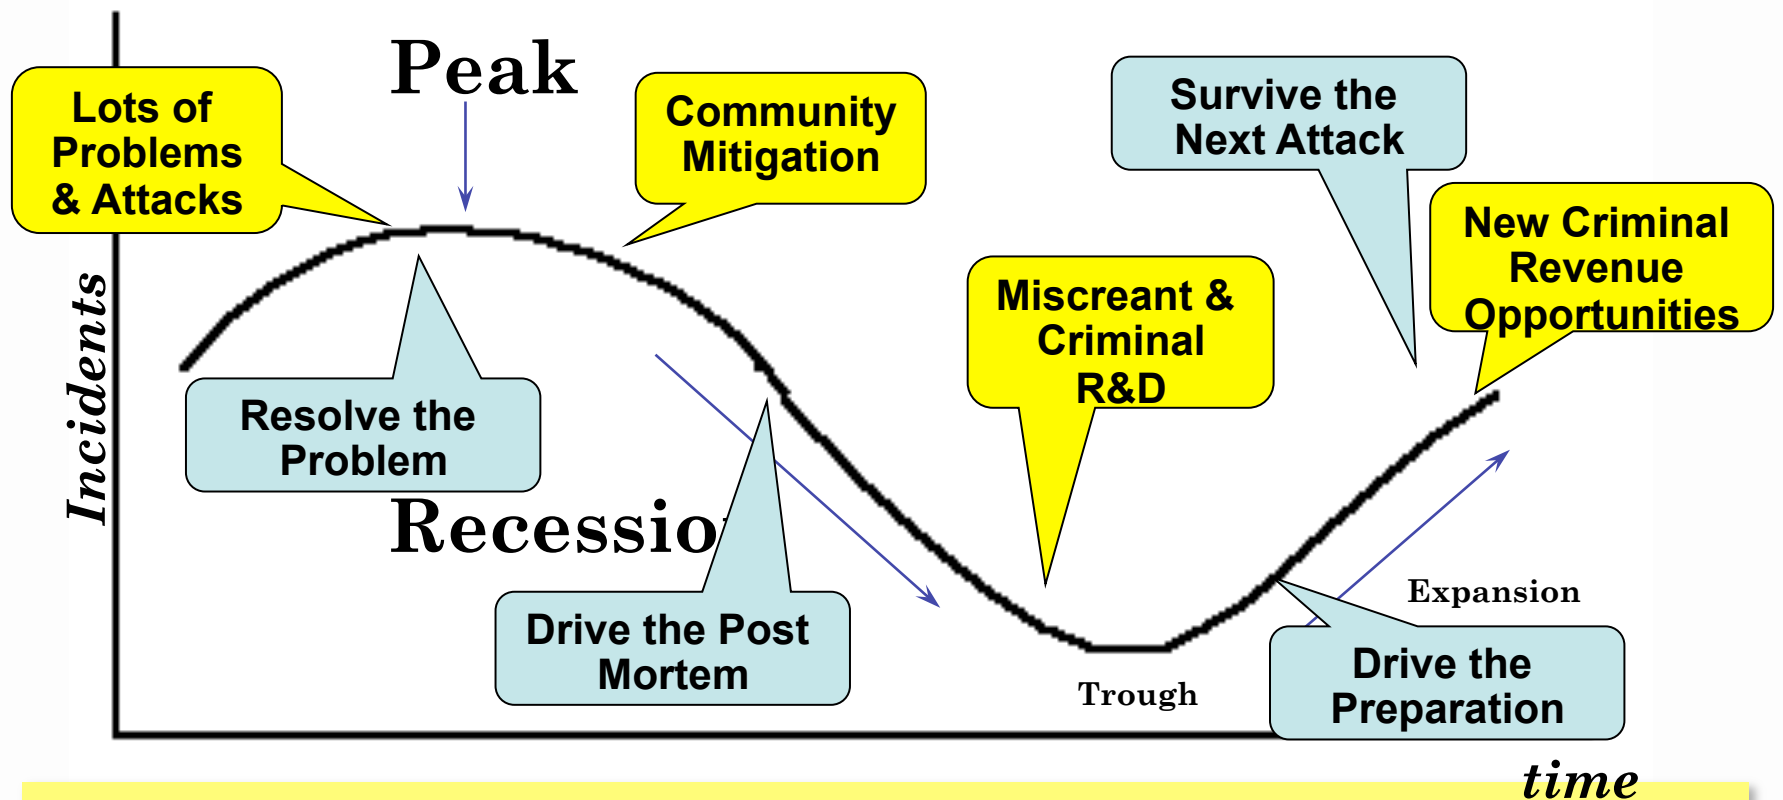 Peak
Lots of
Problems
& Attacks
Community
Mitigation
Survive the
Next Attack
New Criminal
Revenue
Opportunities
Miscreant &
Criminal
R&D
Incidents
Resolve the
Problem
Recession
Drive the Post
Mortem
Expansion
Trough
Drive the
Preparation
time